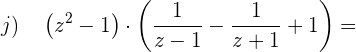 j) (z² − 1) · (1/(z − 1) − 1/(z + 1) + 1) =